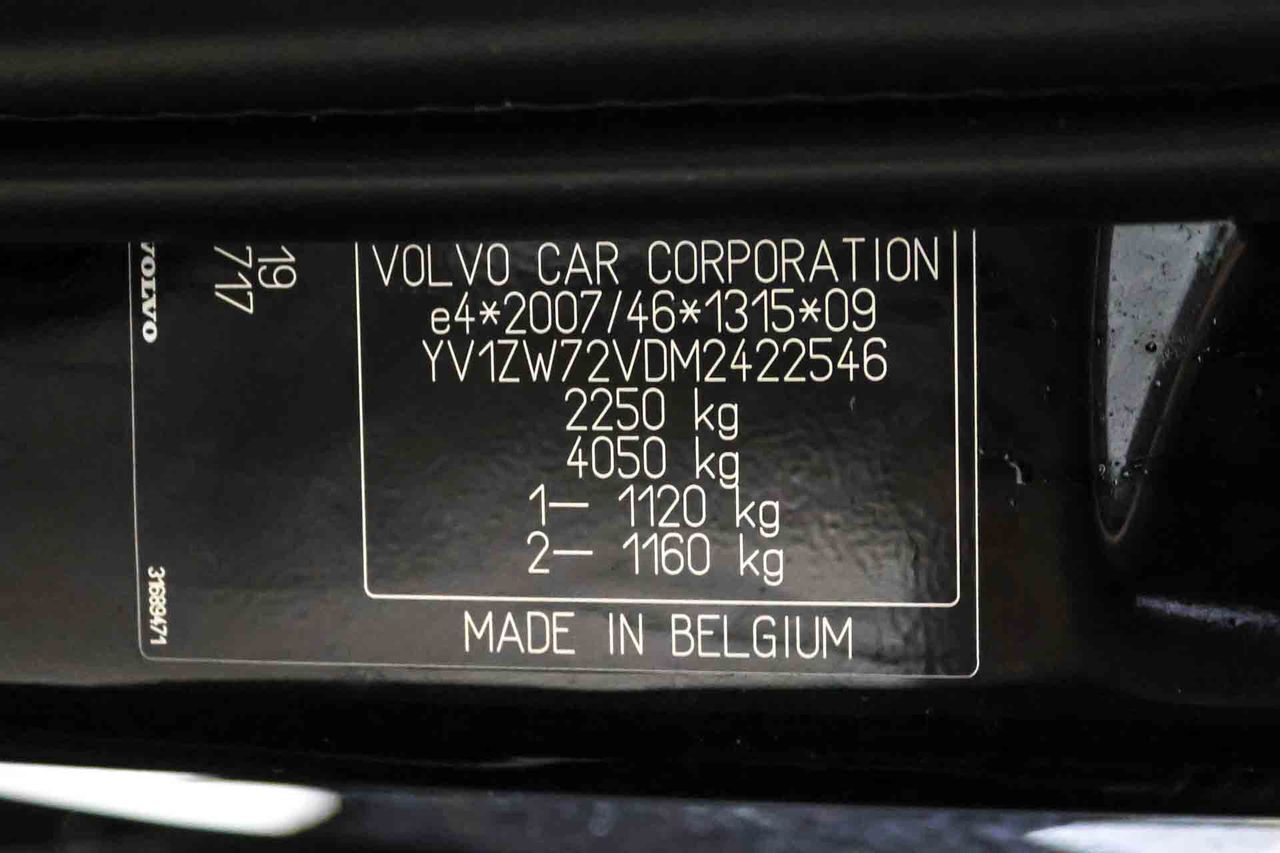 VOLVO
19
717
31689471
VOLVO CAR CORPORATION
e4*2007/46*1315*09
YV1ZW72VDM2422546
2250 kg
4050 kg
1– 1120 kg
2– 1160 kg
MADE IN BELGIUM